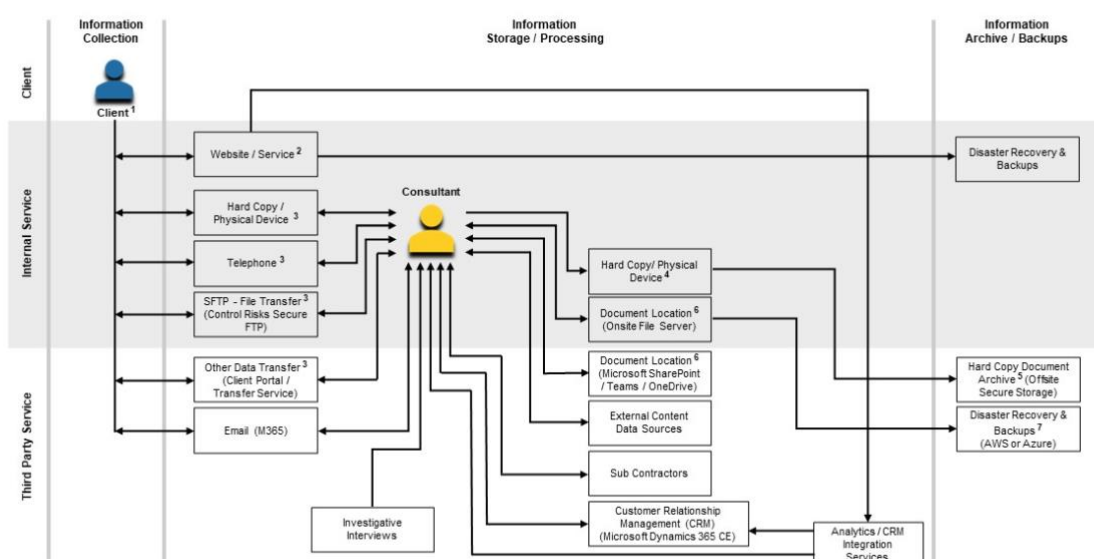 Information
Collection
Information
Storage / Processing
Information
Archive / Backups
Client
Client 1
Internal Service
Website / Service 2
Disaster Recovery &
Backups
Consultant
Hard Copy /
Physical Device 3
Telephone 3
Hard Copy/ Physical
Device 4
SFTP - File Transfer 3
(Control Risks Secure
FTP)
Document Location 6
(Onsite File Server)
Third Party Service
Other Data Transfer 3
(Client Portal /
Transfer Service)
Document Location 6
(Microsoft SharePoint
/ Teams / OneDrive)
Hard Copy Document
Archive 5 (Offsite
Secure Storage)
Email (M365)
External Content
Data Sources
Disaster Recovery &
Backups 7
(AWS or Azure)
Sub Contractors
Investigative
Interviews
Customer Relationship
Management (CRM)
(Microsoft Dynamics 365 CE)
Analytics / CRM
Integration
Services